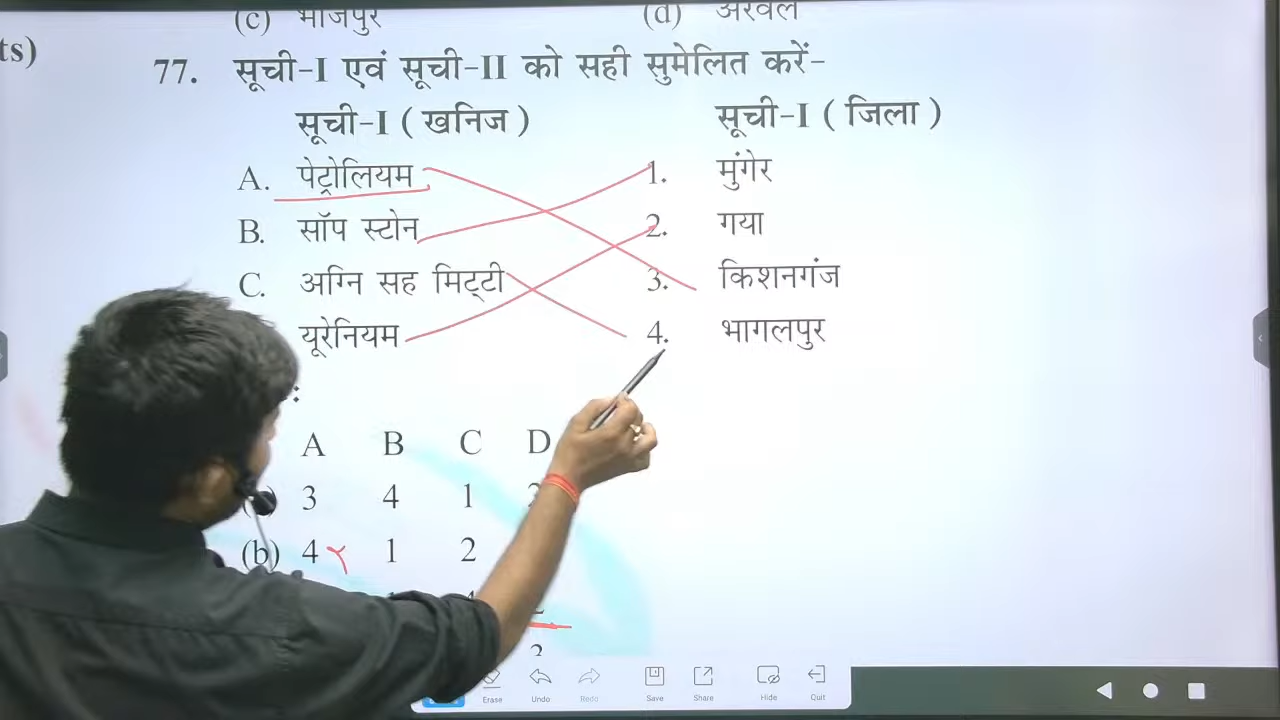 (c) भोजपुर (d) अरवल
ts)
77. सूची-I एवं सूची-II को सही सुमेलित करें-
सूची-I ( खनिज ) सूची-I ( जिला )
A. पेट्रोलियम 1. मुंगेर
B. सॉप स्टोन 2. गया
C. अग्नि सह मिट्टी 3. किशनगंज
यूरेनियम 4. भागलपुर
:
A B C D
3 4 1 2
(b) 4 1 2
Erase Undo Redo Save Share Hide Quit